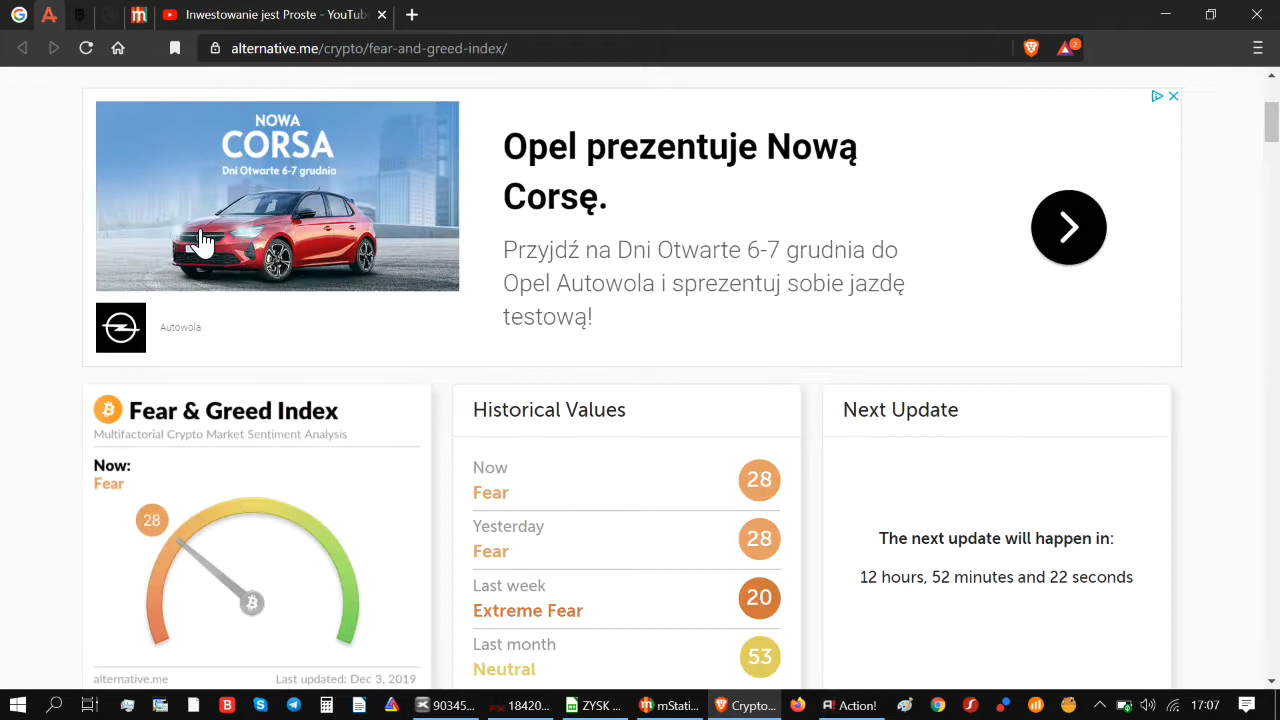 Inwestowanie jest Proste - YouTub
alternative.me/crypto/fear-and-greed-index/
2
NOWA
CORSA
Dni Otwarte 6-7 grudnia
Opel prezentuje Nową
Corsę.
Przyjdź na Dni Otwarte 6-7 grudnia do
Opel Autowola i sprezentuj sobie jazdę
testową!
Autowola
Fear & Greed Index
Multifactorial Crypto Market Sentiment Analysis
Now:
Fear
28
alternative.me
Last updated: Dec 3, 2019
Historical Values
Now
Fear
28
Yesterday
Fear
28
Last week
Extreme Fear
20
Last month
Neutral
53
Next Update
The next update will happen in:
12 hours, 52 minutes and 22 seconds
90345...
18420...
ZYSK ...
mStati...
Crypto...
Action!
17:07